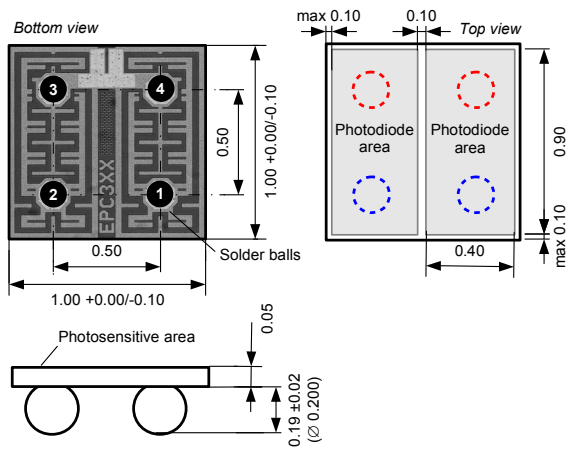 Bottom view
3
4
2
1
EPC3XX
0.50
1.00 +0.00/-0.10
0.50
Solder balls
1.00 +0.00/-0.10
max 0.10
0.10
Top view
Photodiode
area
Photodiode
area
0.90
max 0.10
0.40
Photosensitive area
0.05
0.19 ±0.02
(∅ 0.200)